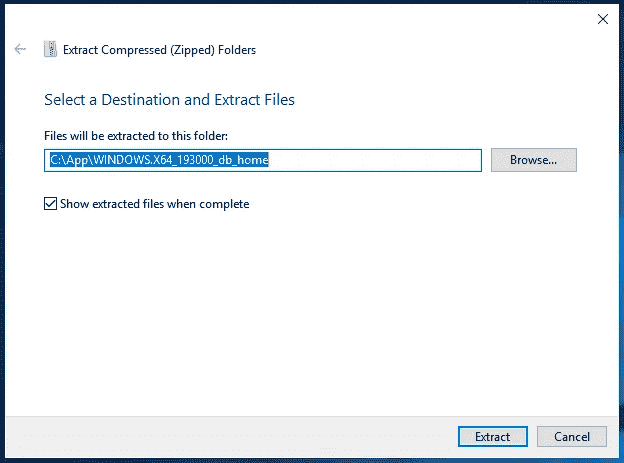 Extract Compressed (Zipped) Folders
Select a Destination and Extract Files
Files will be extracted to this folder:
C:\App\WINDOWS.X64_193000_db_home
Browse...
Show extracted files when complete
Extract
Cancel